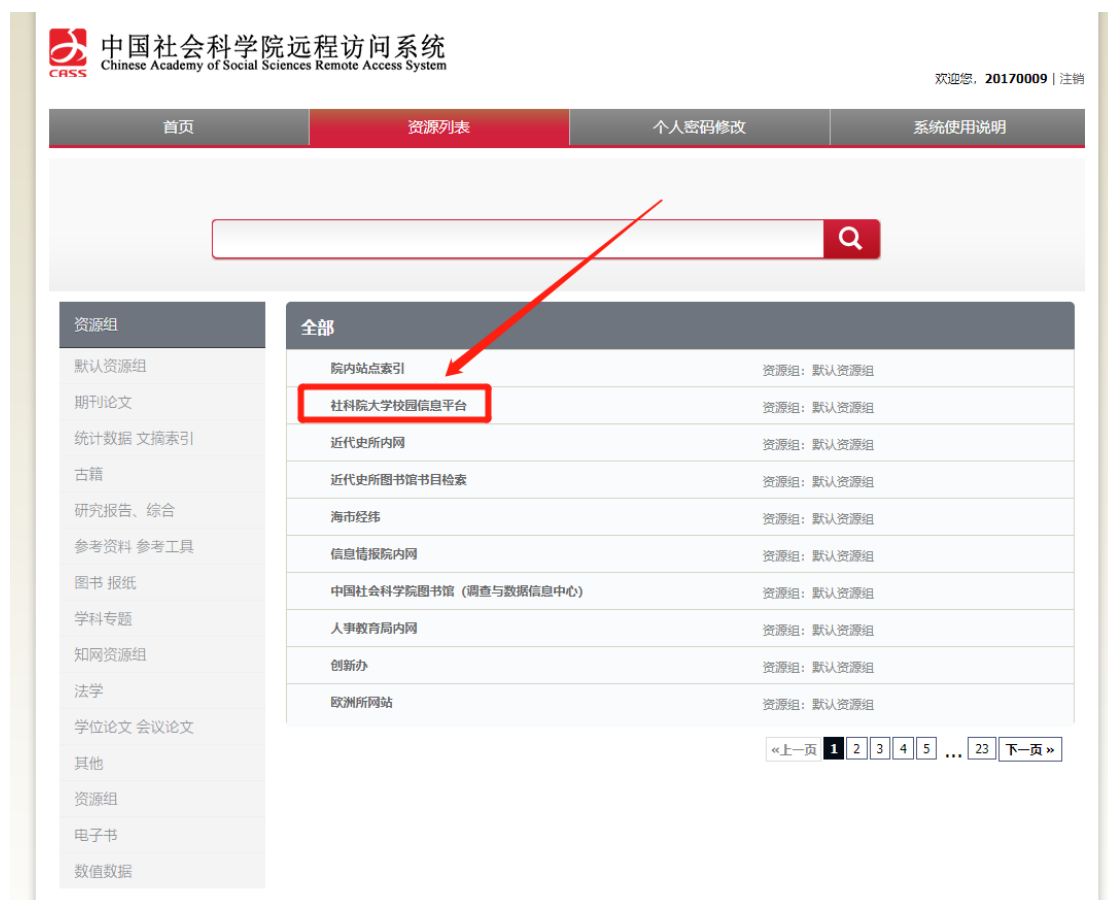 中国社会科学院远程访问系统
Chinese Academy of Social Sciences Remote Access System
CASS
欢迎您，20170009 | 注销
首页 资源列表 个人密码修改 系统使用说明
资源组
默认资源组
期刊论文
统计数据 文摘索引
古籍
研究报告、综合
参考资料 参考工具
图书 报纸
学科专题
知网资源组
法学
学位论文 会议论文
其他
资源组
电子书
数值数据
全部
院内站点索引 资源组：默认资源组
社科院大学校园信息平台 资源组：默认资源组
近代史所内网 资源组：默认资源组
近代史所图书馆书目检索 资源组：默认资源组
海市经纬 资源组：默认资源组
信息情报院内网 资源组：默认资源组
中国社会科学院图书馆（调查与数据信息中心） 资源组：默认资源组
人事教育局内网 资源组：默认资源组
创新办 资源组：默认资源组
欧洲所网站 资源组：默认资源组
«上一页 1 2 3 4 5 ... 23 下一页 »